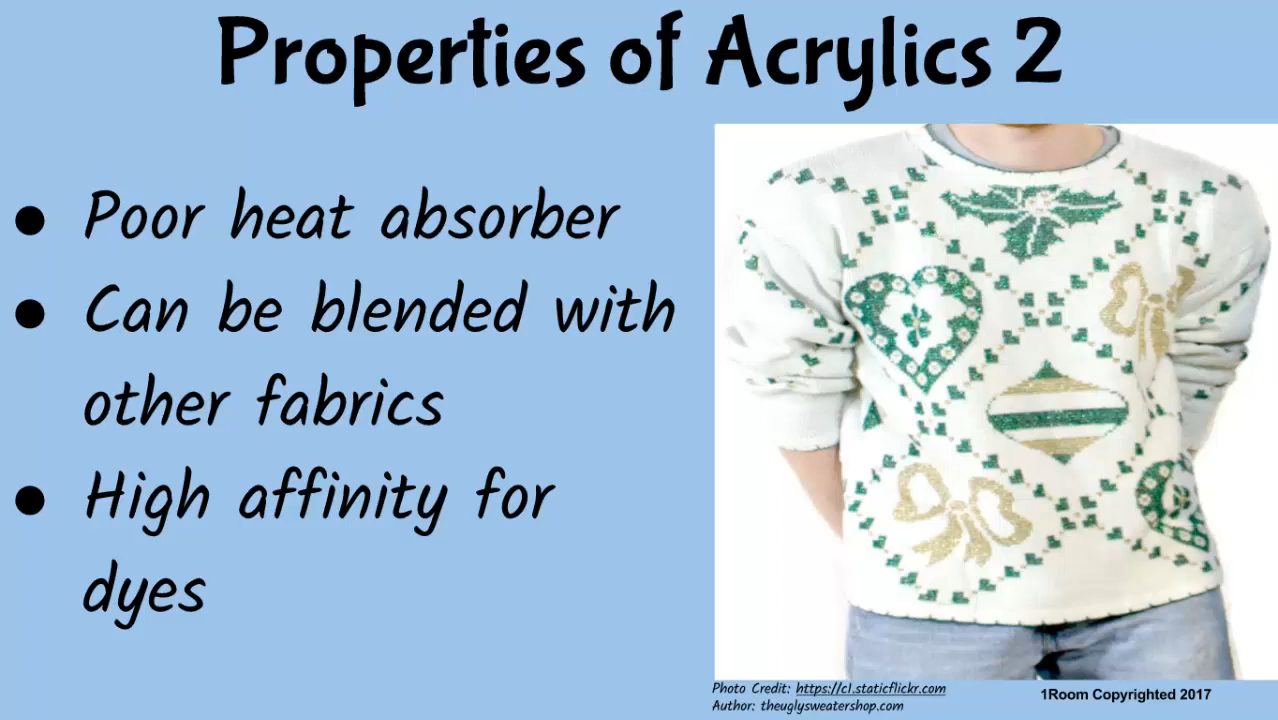 Properties of Acrylics 2
● Poor heat absorber
● Can be blended with
other fabrics
● High affinity for
dyes
Photo Credit: https://c1.staticflickr.com
Author: theuglysweatershop.com
1Room Copyrighted 2017